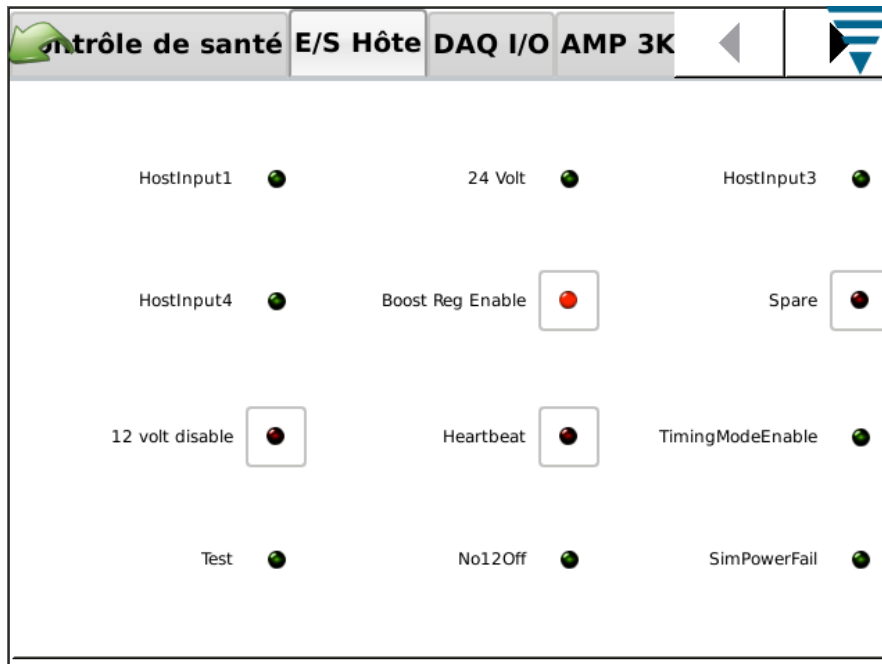 ntrôle de santé E/S Hôte DAQ I/O AMP 3K
HostInput1 24 Volt HostInput3
HostInput4 Boost Reg Enable Spare
12 volt disable Heartbeat TimingModeEnable
Test No12Off SimPowerFail